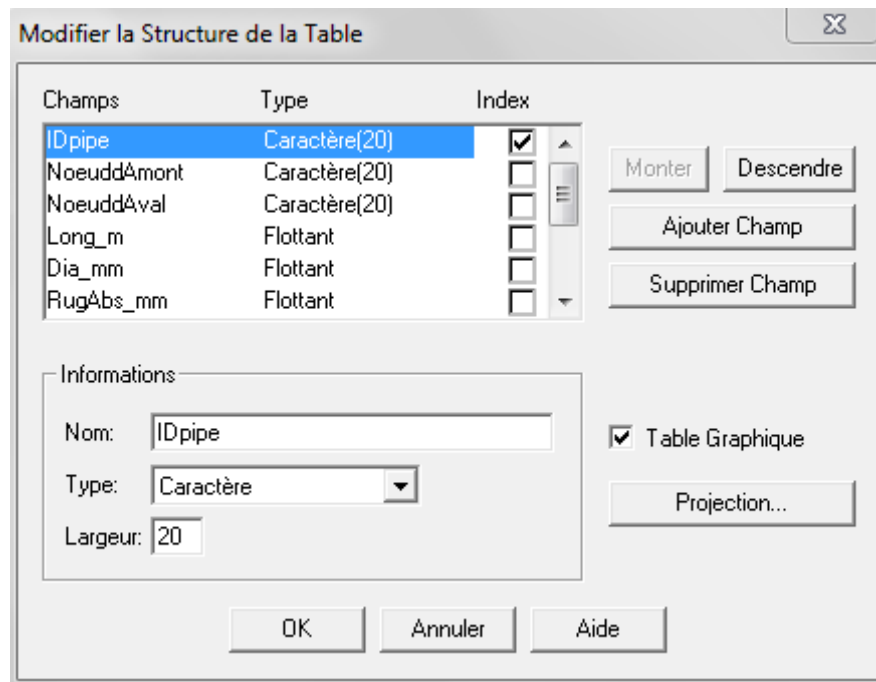 Modifier la Structure de la Table
Champs Type Index
IDpipe Caractère(20)
NoeuddAmont Caractère(20)
NoeuddAval Caractère(20)
Long_m Flottant
Dia_mm Flottant
RugAbs_mm Flottant
Monter Descendre
Ajouter Champ
Supprimer Champ
Informations
Nom: IDpipe
Type: Caractère
Largeur: 20
Table Graphique
Projection...
OK Annuler Aide